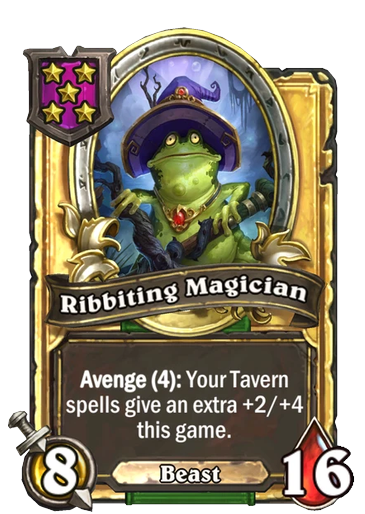 Ribbiting Magician
Avenge (4): Your Tavern
spells give an extra +2/+4
this game.
8
Beast
16